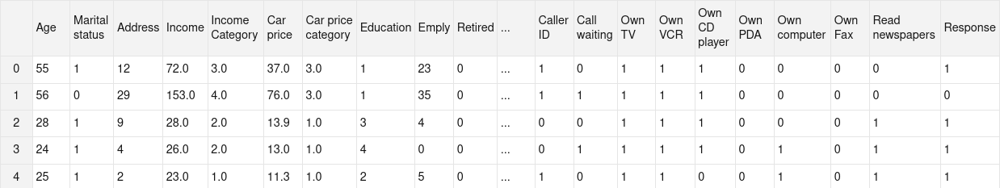 Age Marital status Address Income Income Category Car price Car price category Education Emply Retired ... Caller ID Call waiting Own TV Own VCR Own CD player Own PDA Own computer Own Fax Read newspapers Response
0 55 1 12 72.0 3.0 37.0 3.0 1 23 0 ... 1 0 1 1 1 0 0 0 0 1
1 56 0 29 153.0 4.0 76.0 3.0 1 35 0 ... 1 1 1 1 1 0 0 0 0 0
2 28 1 9 28.0 2.0 13.9 1.0 3 4 0 ... 0 0 1 1 1 0 0 0 1 1
3 24 1 4 26.0 2.0 13.0 1.0 4 0 0 ... 0 1 1 1 1 0 1 0 1 1
4 25 1 2 23.0 1.0 11.3 1.0 2 5 0 ... 1 0 1 1 0 0 1 0 1 1